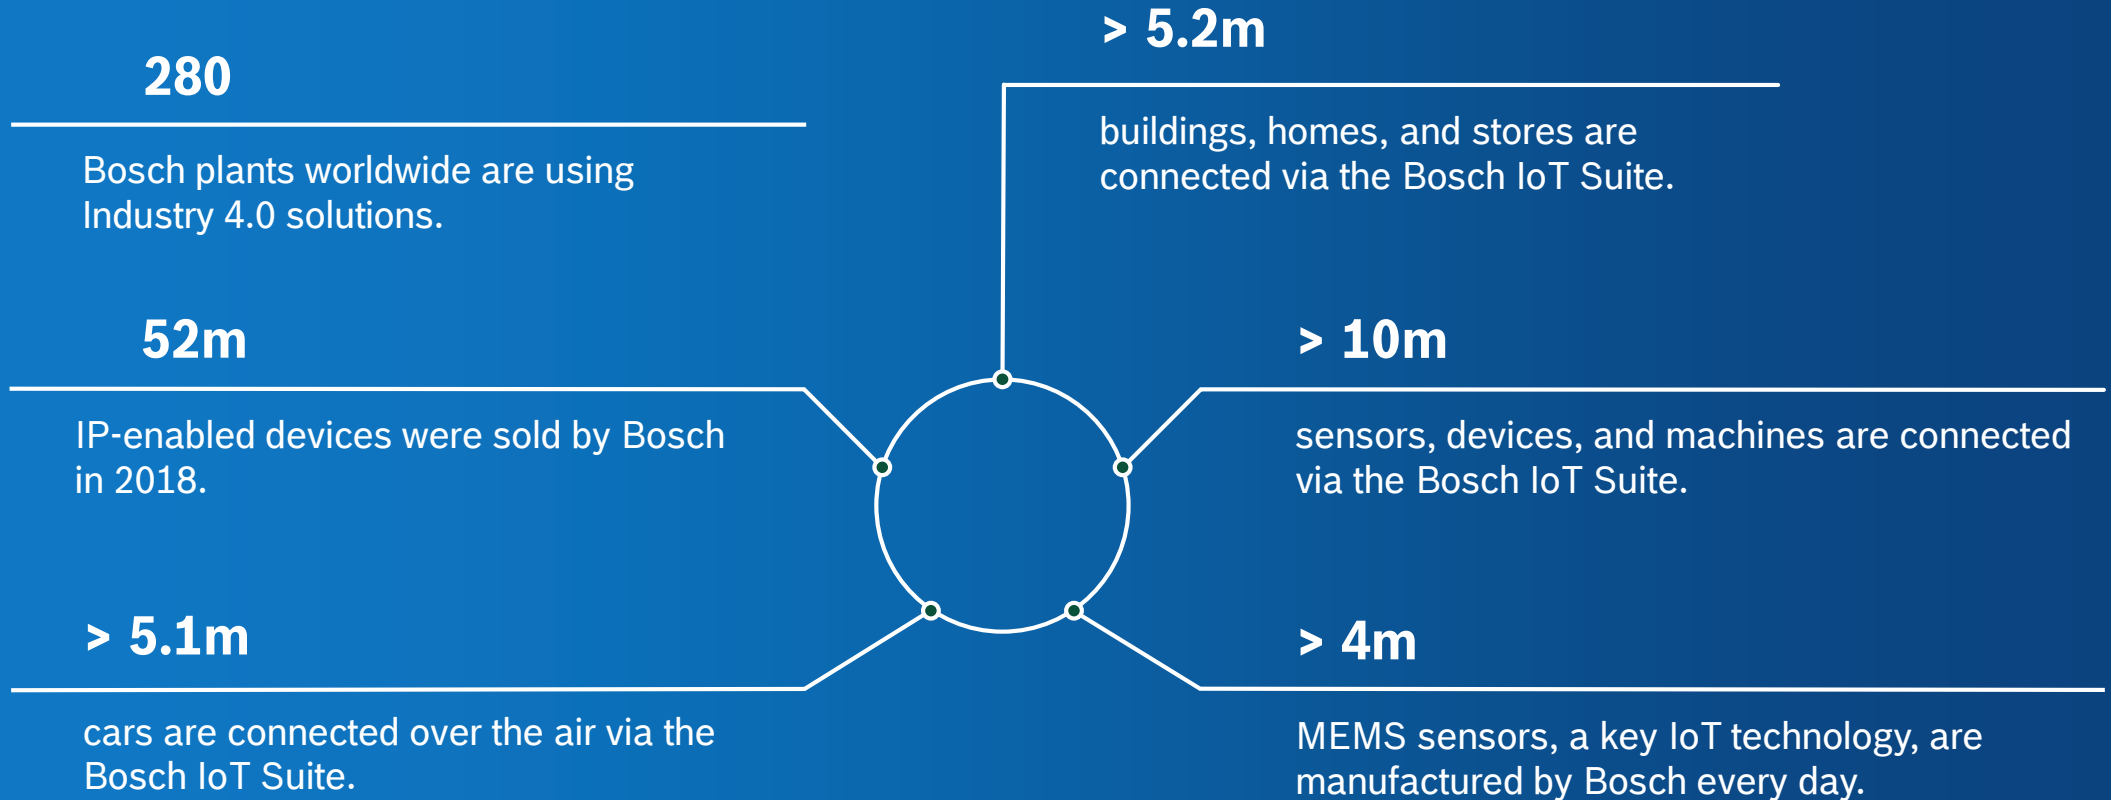 280
Bosch plants worldwide are using
Industry 4.0 solutions.
> 5.2m
buildings, homes, and stores are
connected via the Bosch IoT Suite.
52m
IP-enabled devices were sold by Bosch
in 2018.
> 10m
sensors, devices, and machines are connected
via the Bosch IoT Suite.
> 5.1m
cars are connected over the air via the
Bosch IoT Suite.
> 4m
MEMS sensors, a key IoT technology, are
manufactured by Bosch every day.